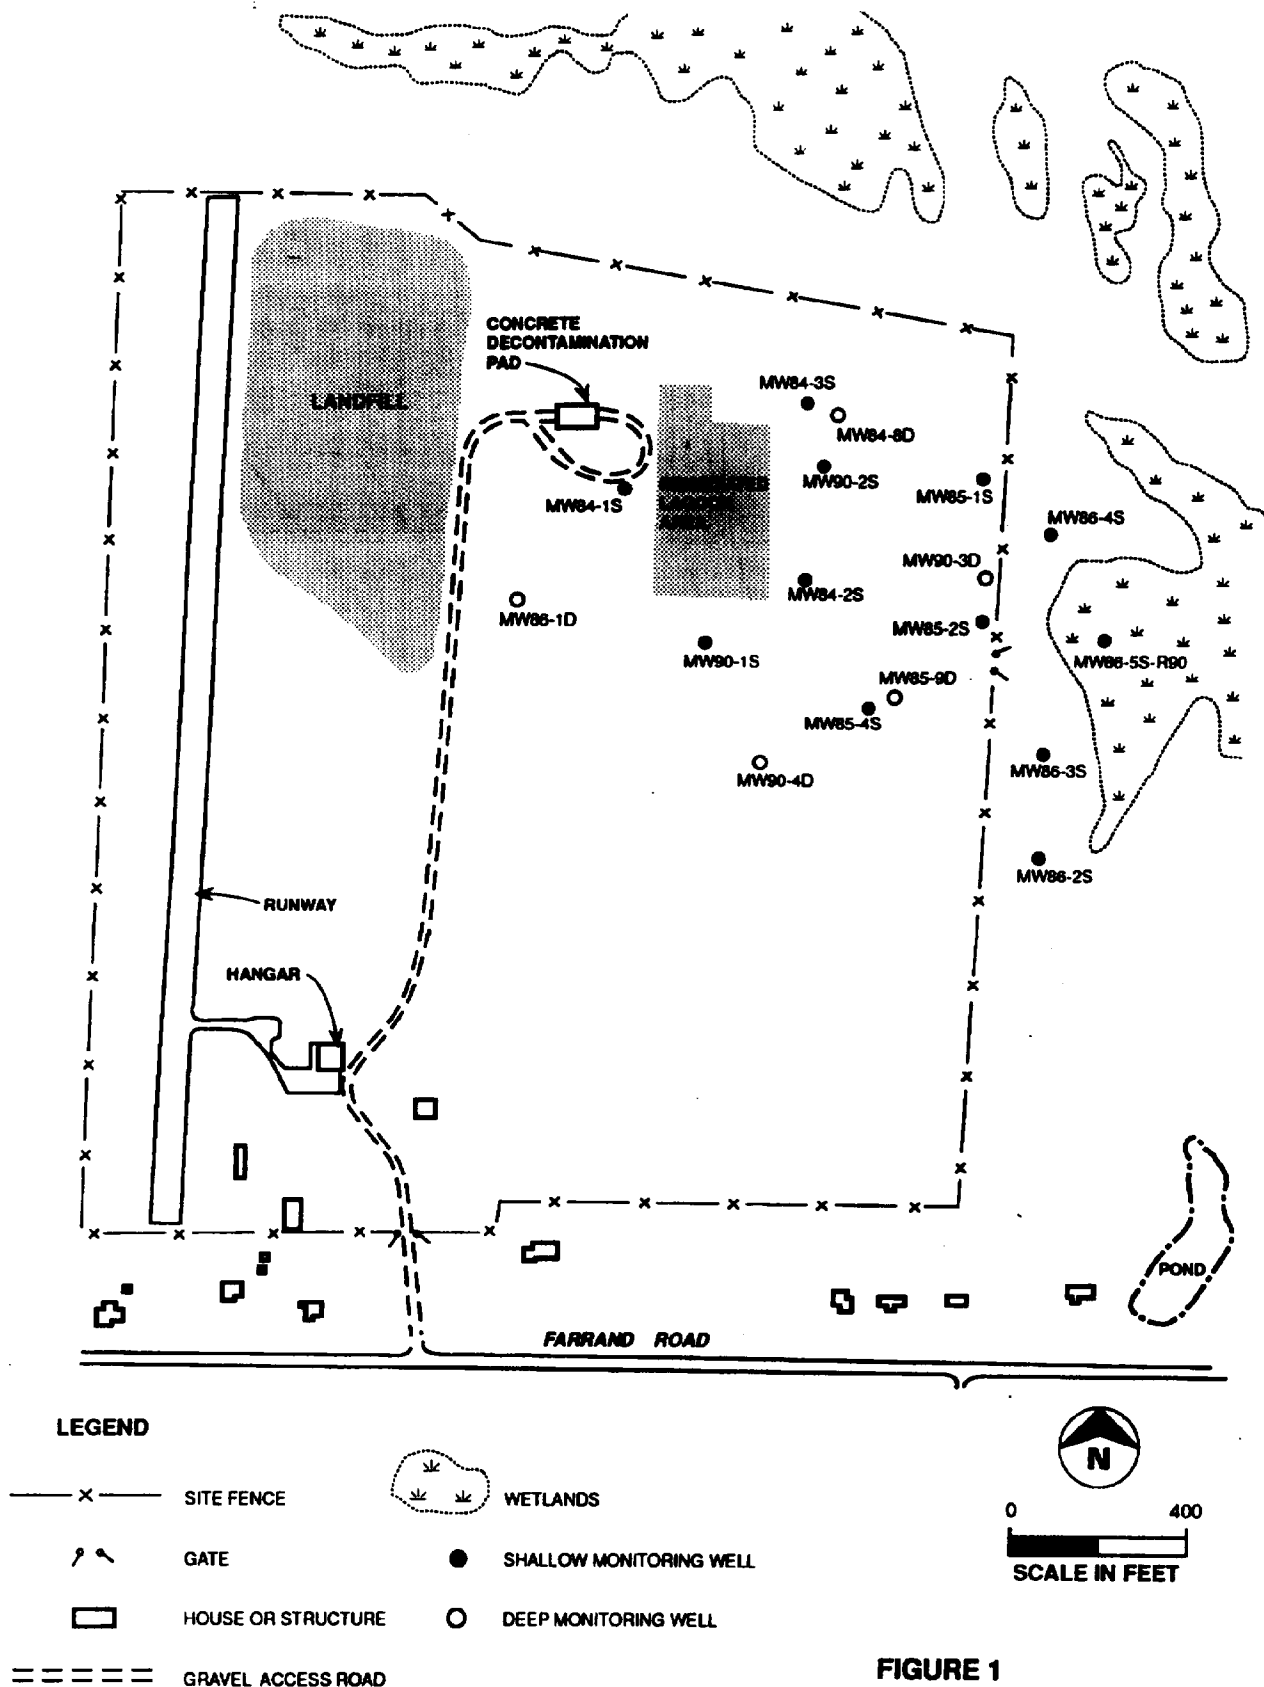 CONCRETE
DECONTAMINATION
PAD
MW84-3S
LANDFILL
MW84-8D
MW90-2S
MW84-1S
LAGOON
AREA
MW85-1S
MW86-4S
MW90-3D
MW84-2S
MW86-1D
MW85-2S
MW90-1S
MW86-5S-R90
MW85-9D
MW85-4S
MW86-3S
MW90-4D
MW86-2S
RUNWAY
HANGAR
POND
FARRAND ROAD
LEGEND
N
SITE FENCE
WETLANDS
0 400
SCALE IN FEET
GATE
SHALLOW MONITORING WELL
HOUSE OR STRUCTURE
DEEP MONITORING WELL
GRAVEL ACCESS ROAD
FIGURE 1